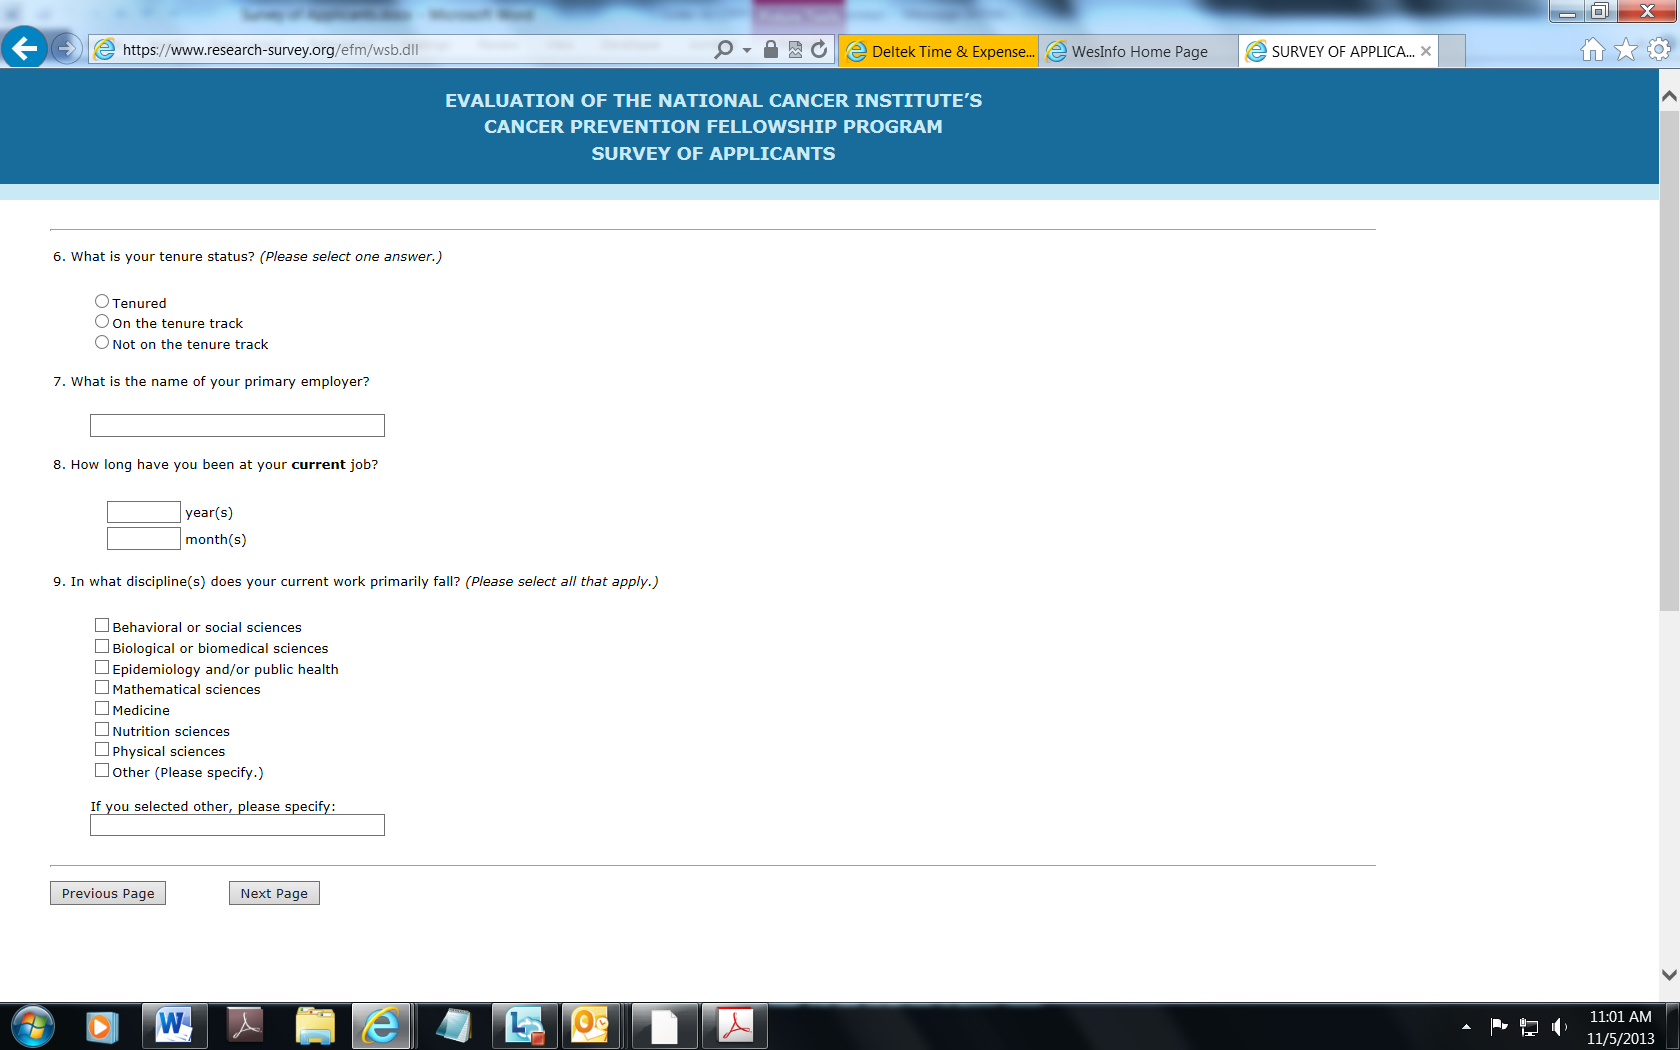 Survey of Applicants.docx - Microsoft Word
https://www.research-survey.org/efm/wsb.dll
Deltek Time & Expense...
WesInfo Home Page
SURVEY OF APPLICA...
EVALUATION OF THE NATIONAL CANCER INSTITUTE’S
CANCER PREVENTION FELLOWSHIP PROGRAM
SURVEY OF APPLICANTS
6. What is your tenure status? (Please select one answer.)
Tenured
On the tenure track
Not on the tenure track
7. What is the name of your primary employer?
8. How long have you been at your current job?
year(s)
month(s)
9. In what discipline(s) does your current work primarily fall? (Please select all that apply.)
Behavioral or social sciences
Biological or biomedical sciences
Epidemiology and/or public health
Mathematical sciences
Medicine
Nutrition sciences
Physical sciences
Other (Please specify.)
If you selected other, please specify:
Previous Page
Next Page
11:01 AM
11/5/2013